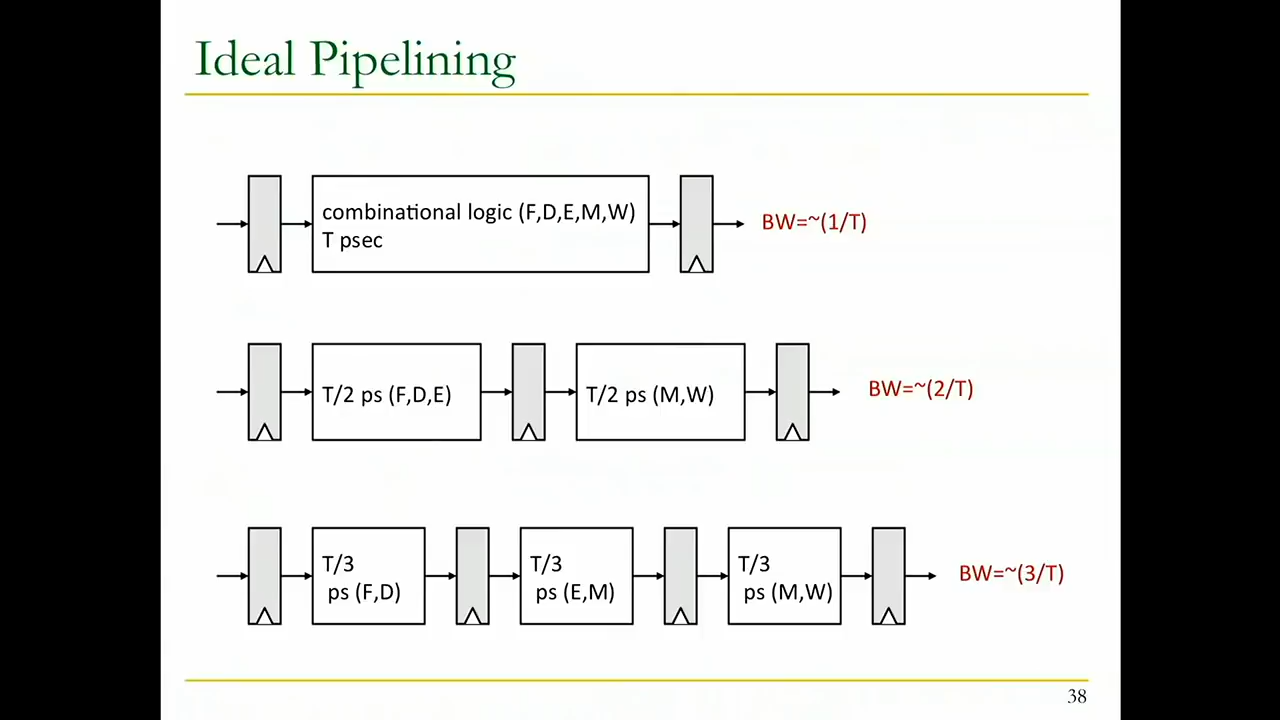 Ideal Pipelining
combinational logic (F,D,E,M,W)
T psec
BW=~(1/T)
T/2 ps (F,D,E)
T/2 ps (M,W)
BW=~(2/T)
T/3
ps (F,D)
T/3
ps (E,M)
T/3
ps (M,W)
BW=~(3/T)
38